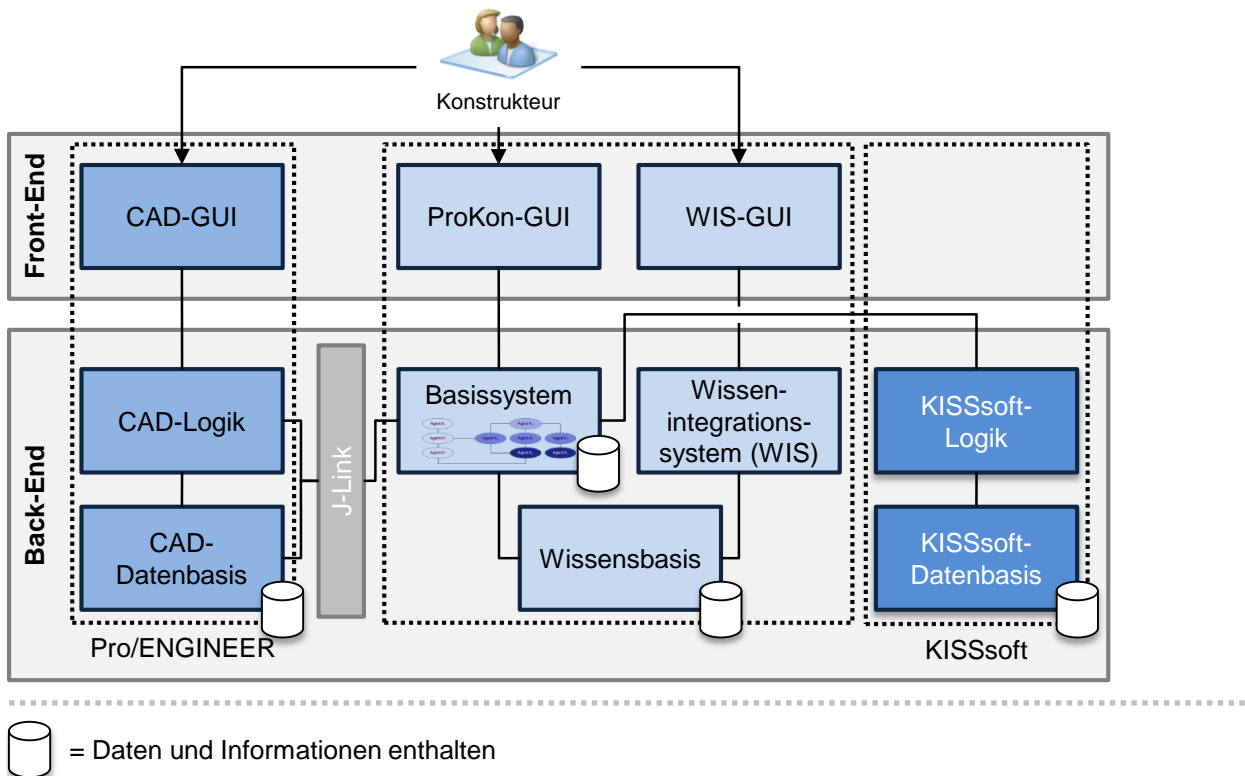 Konstrukteur
Front-End
CAD-GUI
ProKon-GUI
WIS-GUI
Back-End
CAD-Logik
J-Link
Basissystem
Wissen-
integrations-
system (WIS)
KISSsoft-
Logik
CAD-
Datenbasis
Wissensbasis
KISSsoft-
Datenbasis
Pro/ENGINEER
KISSsoft
= Daten und Informationen enthalten